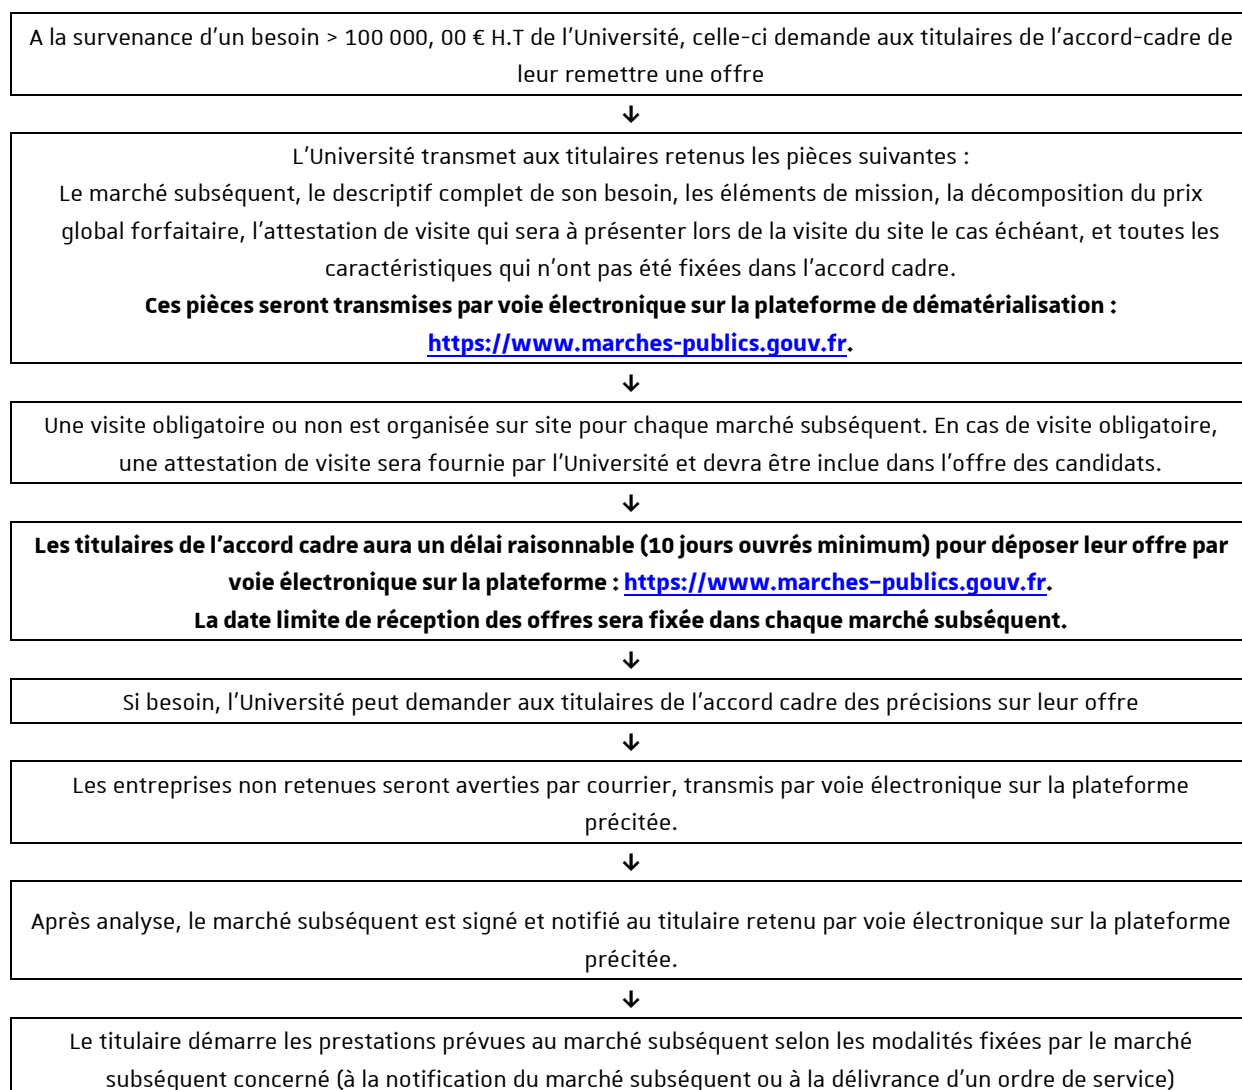 A la survenance d'un besoin > 100 000, 00 € H.T de l'Université, celle-ci demande aux titulaires de l'accord-cadre de
leur remettre une offre
↓
L'Université transmet aux titulaires retenus les pièces suivantes :
Le marché subséquent, le descriptif complet de son besoin, les éléments de mission, la décomposition du prix
global forfaitaire, l'attestation de visite qui sera à présenter lors de la visite du site le cas échéant, et toutes les
caractéristiques qui n'ont pas été fixées dans l'accord cadre.
Ces pièces seront transmises par voie électronique sur la plateforme de dématérialisation :
https://www.marches-publics.gouv.fr.
↓
Une visite obligatoire ou non est organisée sur site pour chaque marché subséquent. En cas de visite obligatoire,
une attestation de visite sera fournie par l'Université et devra être inclue dans l'offre des candidats.
↓
Les titulaires de l'accord cadre aura un délai raisonnable (10 jours ouvrés minimum) pour déposer leur offre par
voie électronique sur la plateforme : https://www.marches-publics.gouv.fr.
La date limite de réception des offres sera fixée dans chaque marché subséquent.
↓
Si besoin, l'Université peut demander aux titulaires de l'accord cadre des précisions sur leur offre
↓
Les entreprises non retenues seront averties par courrier, transmis par voie électronique sur la plateforme
précitée.
↓
Après analyse, le marché subséquent est signé et notifié au titulaire retenu par voie électronique sur la plateforme
précitée.
↓
Le titulaire démarre les prestations prévues au marché subséquent selon les modalités fixées par le marché
subséquent concerné (à la notification du marché subséquent ou à la délivrance d'un ordre de service)